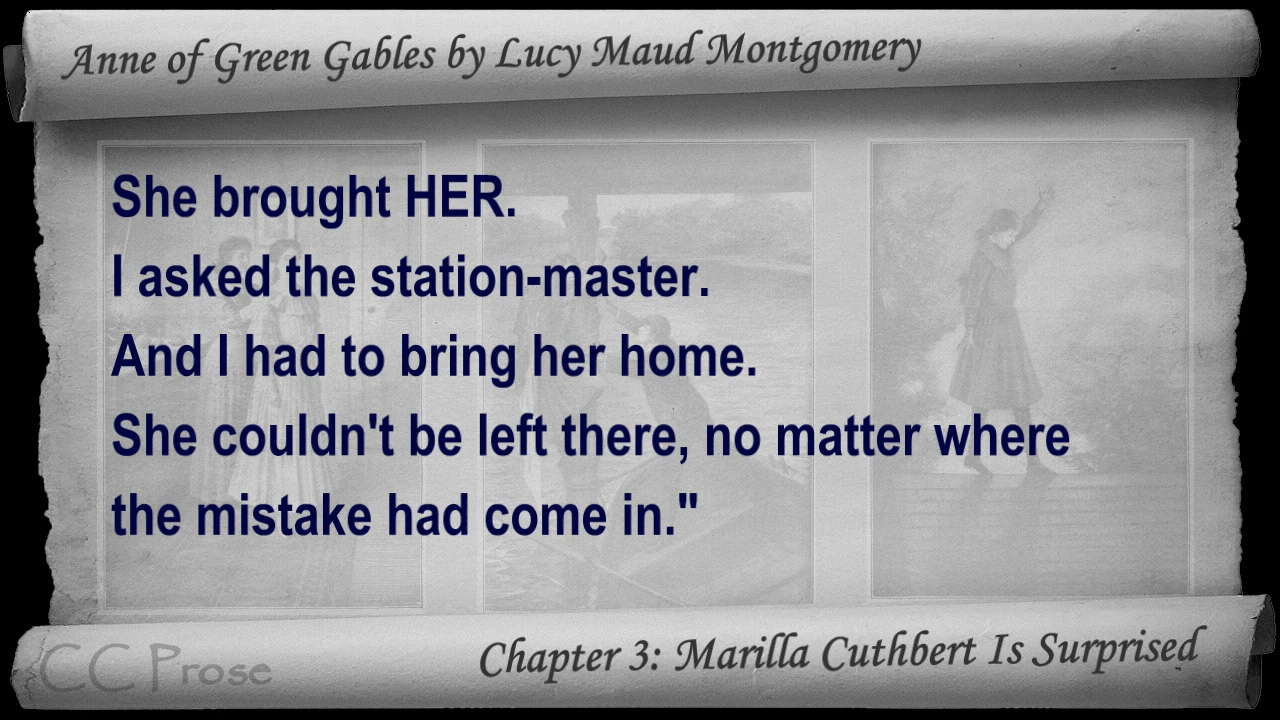 Anne of Green Gables by Lucy Maud Montgomery
She brought HER.
I asked the station-master.
And I had to bring her home.
She couldn't be left there, no matter where
the mistake had come in."
CC Prose
Chapter 3: Marilla Cuthbert Is Surprised